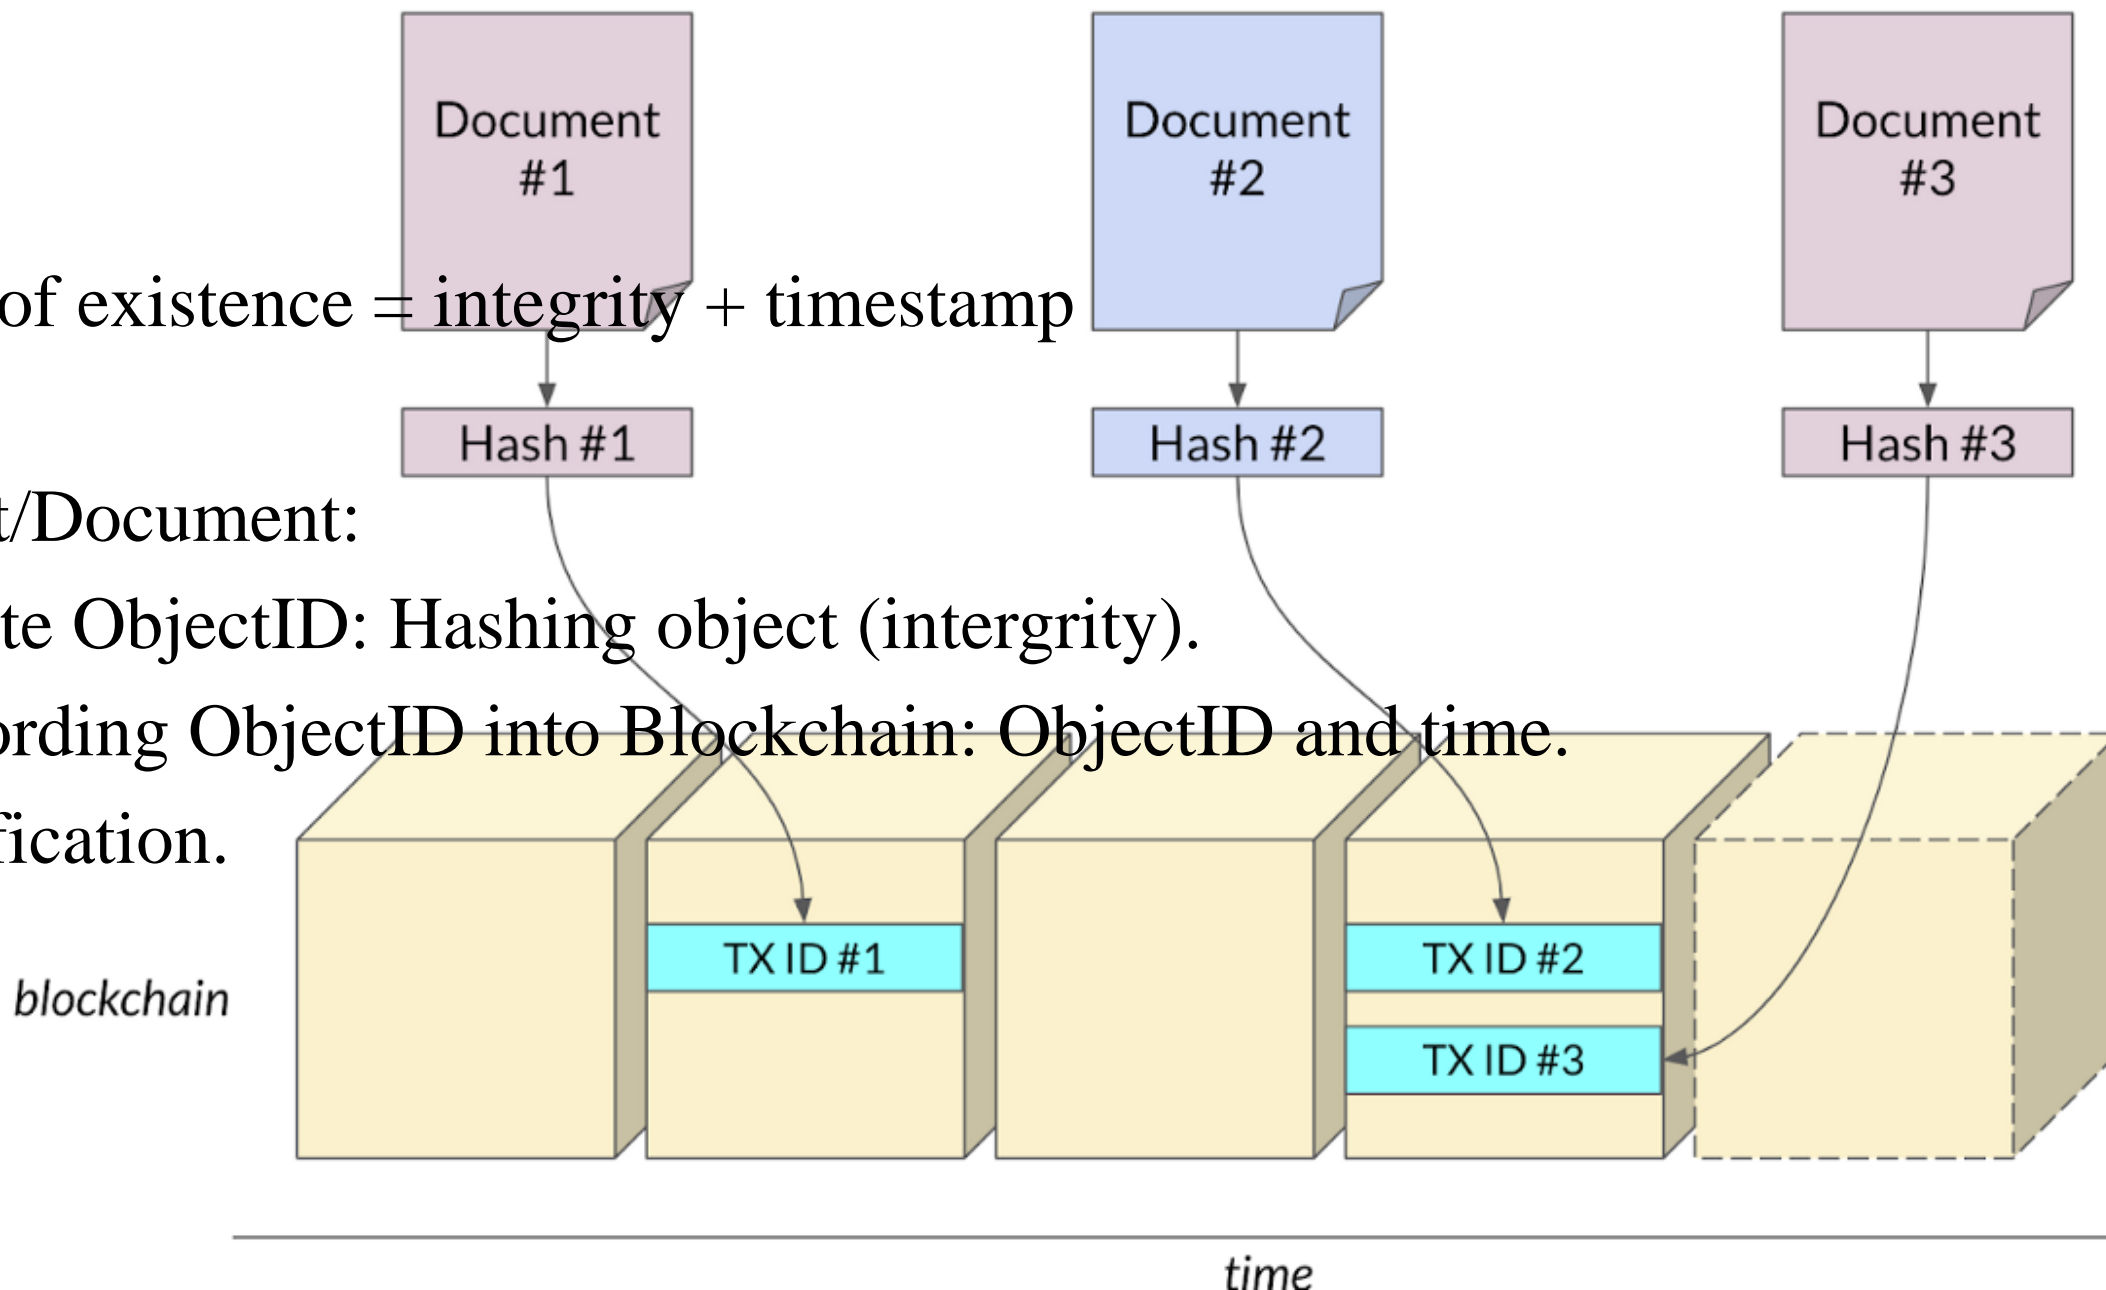 Document
#1
Document
#2
Document
#3
of existence = integrity + timestamp
Hash #1
Hash #2
Hash #3
t/Document:
te ObjectID: Hashing object (intergrity).
ording ObjectID into Blockchain: ObjectID and time.
fication.
TX ID #1
TX ID #2
blockchain
TX ID #3
time